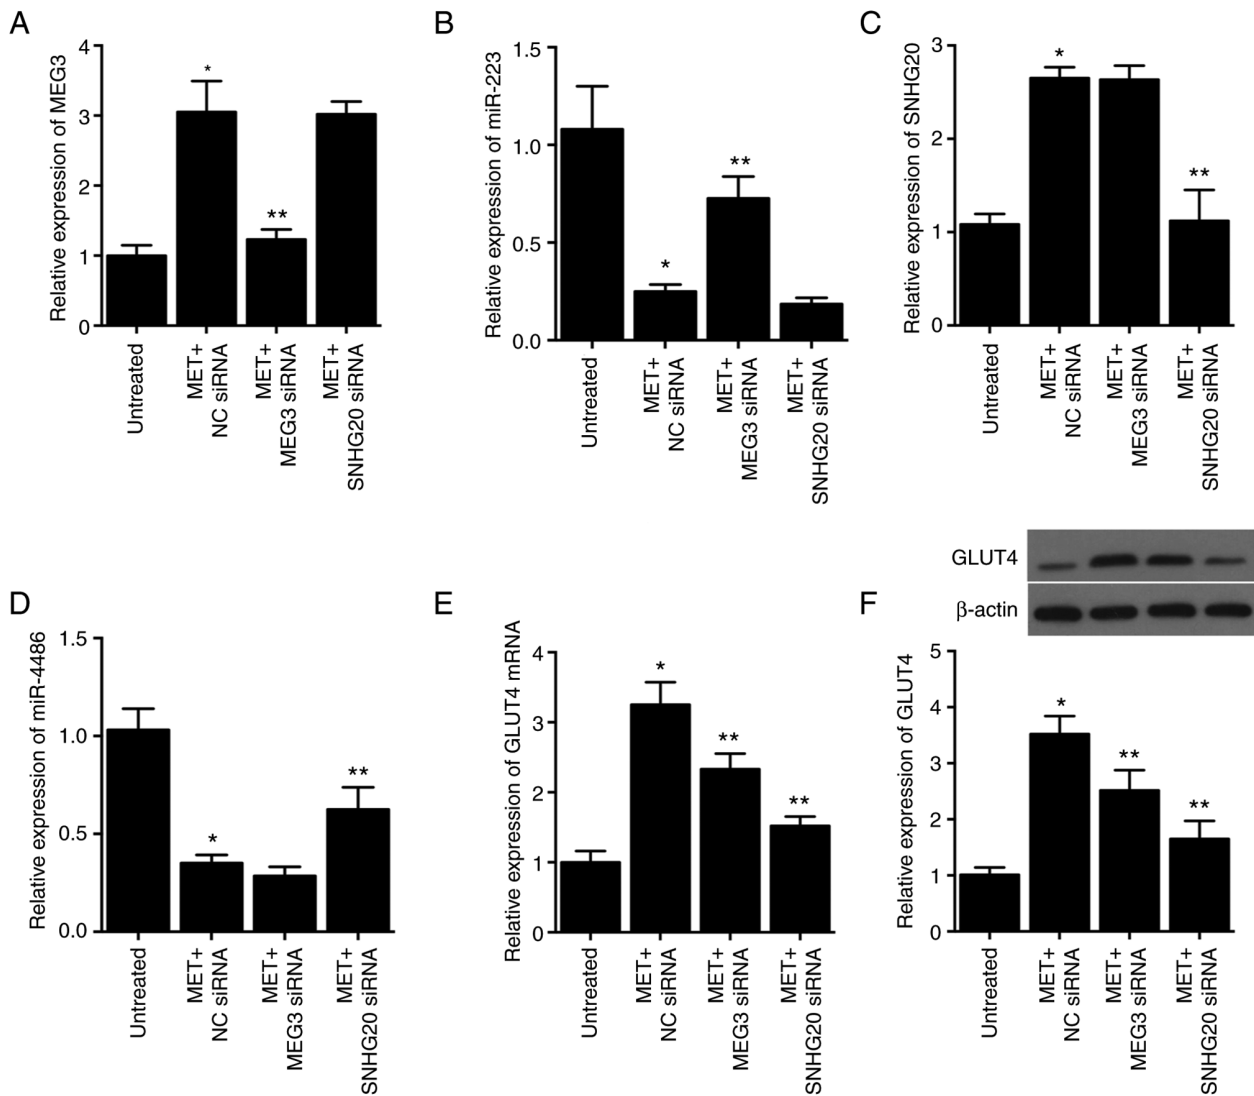 A
Relative expression of MEG3
4
3
2
1
0
*
**
Untreated
MET+
NC siRNA
MET+
MEG3 siRNA
MET+
SNHG20 siRNA
B
Relative expression of miR-223
1.5
1.0
0.5
0.0
*
**
Untreated
MET+
NC siRNA
MET+
MEG3 siRNA
MET+
SNHG20 siRNA
C
Relative expression of SNHG20
3
2
1
0
*
**
Untreated
MET+
NC siRNA
MET+
MEG3 siRNA
MET+
SNHG20 siRNA
D
Relative expression of miR-4486
1.5
1.0
0.5
0.0
*
**
Untreated
MET+
NC siRNA
MET+
MEG3 siRNA
MET+
SNHG20 siRNA
E
Relative expression of GLUT4 mRNA
4
3
2
1
0
*
**
**
Untreated
MET+
NC siRNA
MET+
MEG3 siRNA
MET+
SNHG20 siRNA
F
GLUT4
β-actin
Relative expression of GLUT4
5
4
3
2
1
0
*
**
**
Untreated
MET+
NC siRNA
MET+
MEG3 siRNA
MET+
SNHG20 siRNA